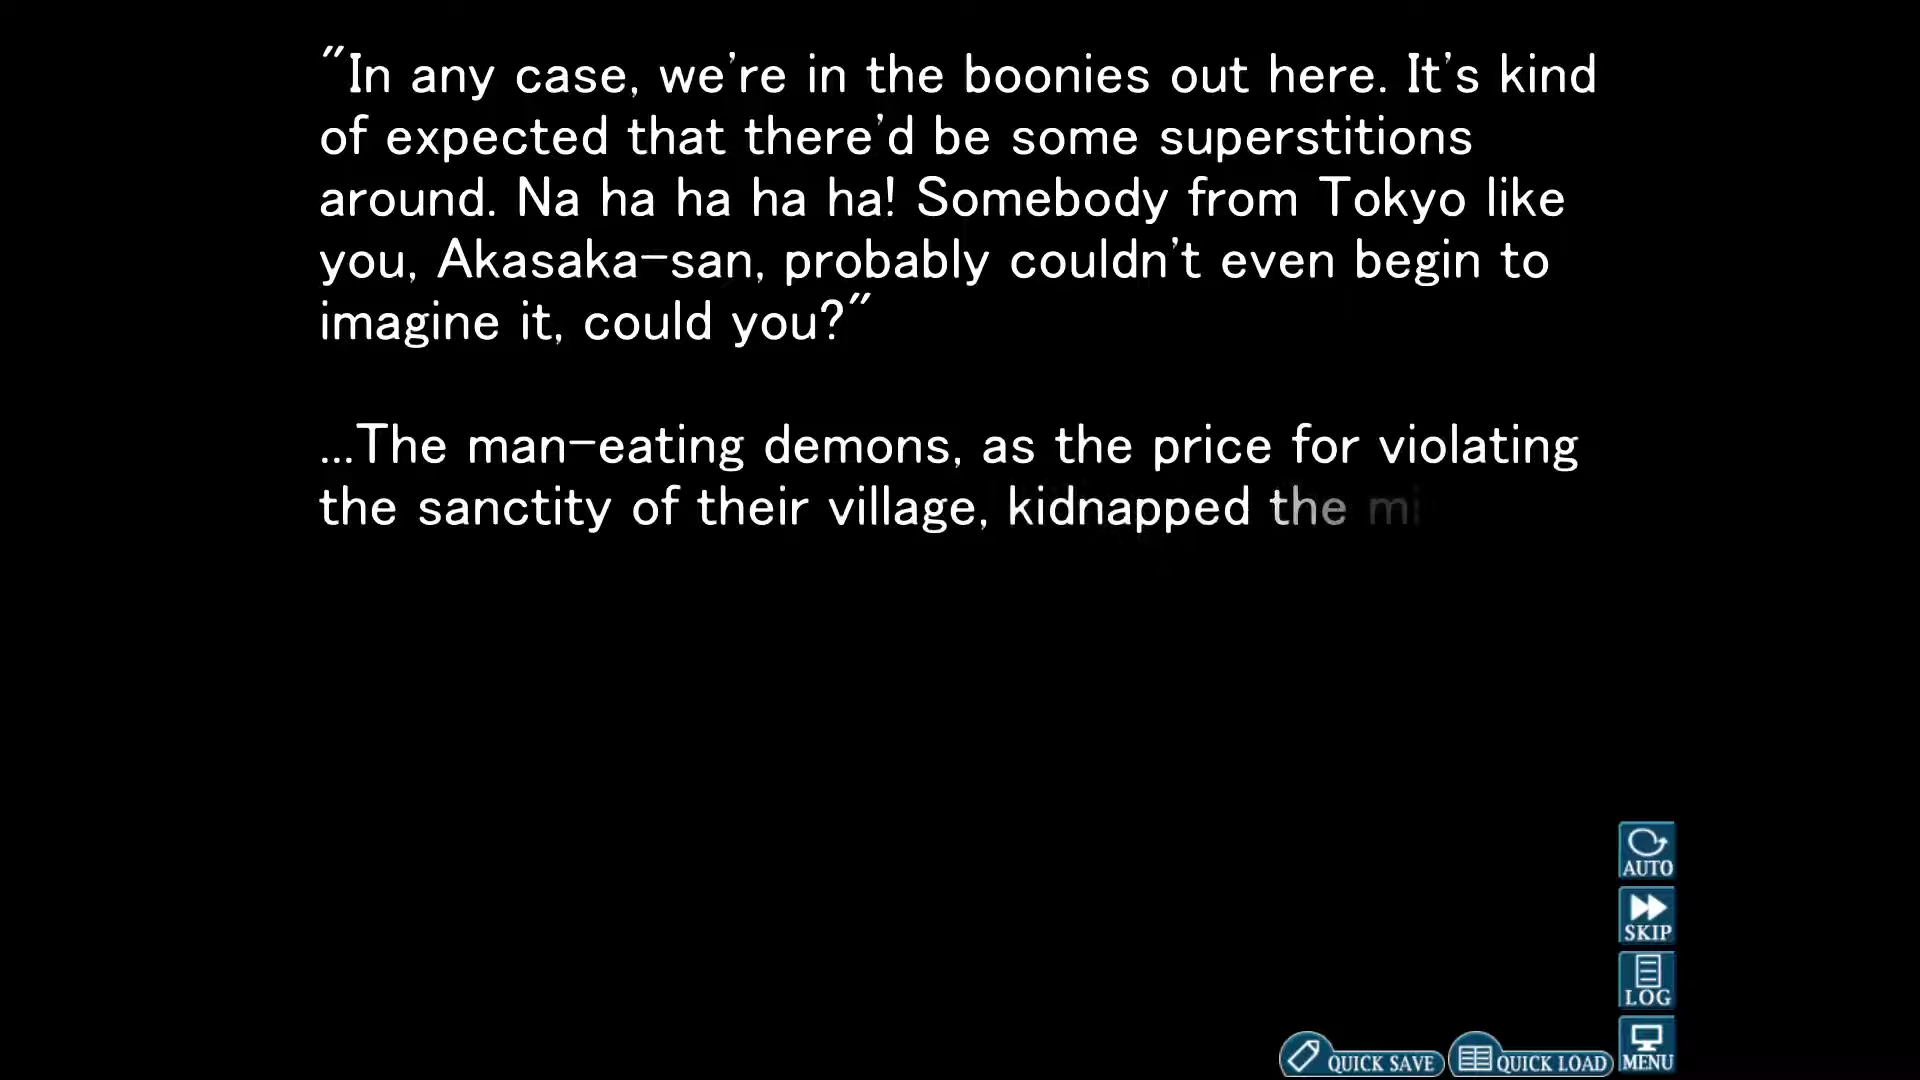 "In any case, we're in the boonies out here. It's kind
of expected that there'd be some superstitions
around. Na ha ha ha ha! Somebody from Tokyo like
you, Akasaka-san, probably couldn't even begin to
imagine it, could you?"
...The man-eating demons, as the price for violating
the sanctity of their village, kidnapped the mi
AUTO
SKIP
LOG
MENU
QUICK SAVE
QUICK LOAD